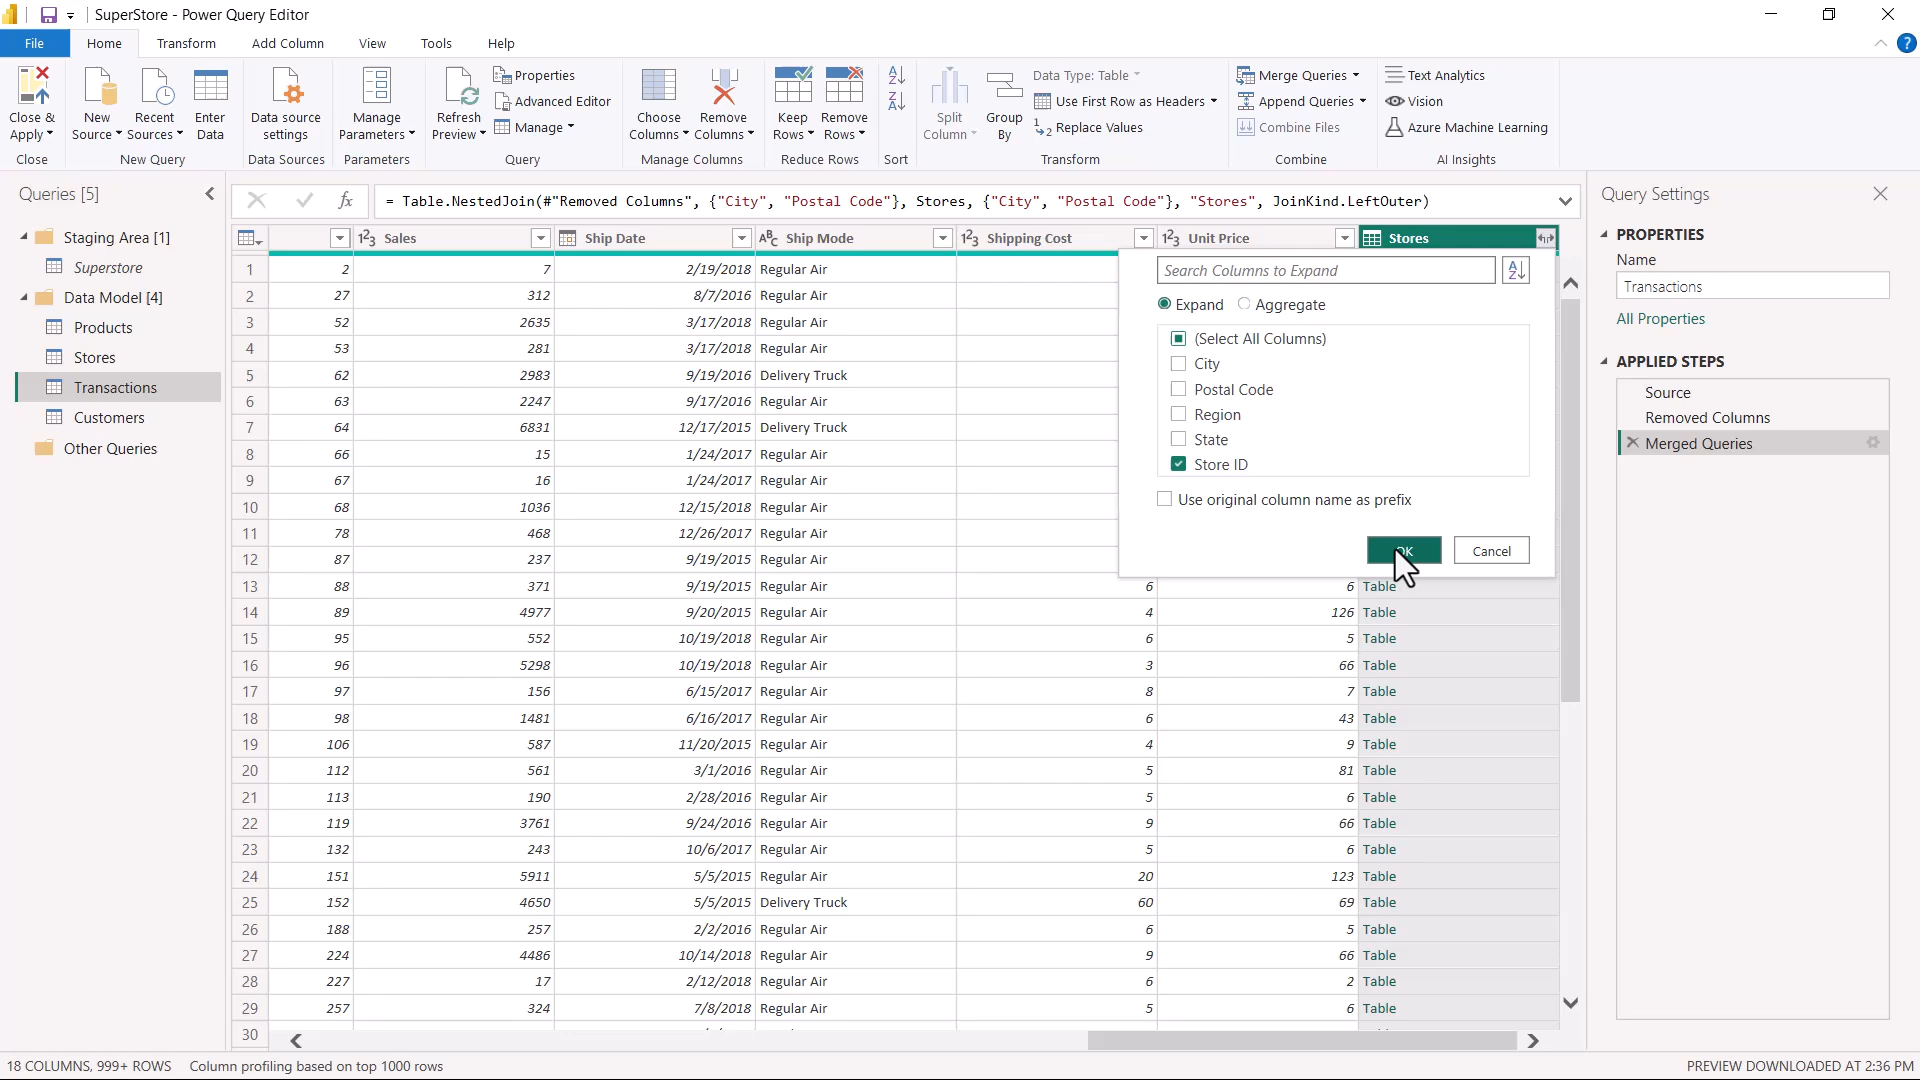 SuperStore - Power Query Editor
File Home Transform Add Column View Tools Help
Close & Apply
Close
New Source
Recent Sources
Enter Data
New Query
Data source settings
Data Sources
Manage Parameters
Parameters
Refresh Preview
Properties
Advanced Editor
Manage
Query
Choose Columns
Remove Columns
Manage Columns
Keep Rows
Remove Rows
Reduce Rows
Sort
Split Column
Group By
Data Type: Table
Use First Row as Headers
Replace Values
Transform
Merge Queries
Append Queries
Combine Files
Combine
Text Analytics
Vision
Azure Machine Learning
AI Insights
Queries [5]
Staging Area [1]
Superstore
Data Model [4]
Products
Stores
Transactions
Customers
Other Queries
fx = Table.NestedJoin(#"Removed Columns", {"City", "Postal Code"}, Stores, {"City", "Postal Code"}, "Stores", JoinKind.LeftOuter)
Sales Ship Date Ship Mode Shipping Cost Unit Price Stores
1 2 7 2/19/2018 Regular Air
2 27 312 8/7/2016 Regular Air
3 52 2635 3/17/2018 Regular Air
4 53 281 3/17/2018 Regular Air
5 62 2983 9/19/2016 Delivery Truck
6 63 2247 9/17/2016 Regular Air
7 64 6831 12/17/2015 Delivery Truck
8 66 15 1/24/2017 Regular Air
9 67 16 1/24/2017 Regular Air
10 68 1036 12/15/2018 Regular Air
11 78 468 12/26/2017 Regular Air
12 87 237 9/19/2015 Regular Air
13 88 371 9/19/2015 Regular Air 6 6 Table
14 89 4977 9/20/2015 Regular Air 4 126 Table
15 95 552 10/19/2018 Regular Air 6 5 Table
16 96 5298 10/19/2018 Regular Air 3 66 Table
17 97 156 6/15/2017 Regular Air 8 7 Table
18 98 1481 6/16/2017 Regular Air 6 43 Table
19 106 587 11/20/2015 Regular Air 4 9 Table
20 112 561 3/1/2016 Regular Air 5 81 Table
21 113 190 2/28/2016 Regular Air 5 6 Table
22 119 3761 9/24/2016 Regular Air 9 66 Table
23 132 243 10/6/2017 Regular Air 5 6 Table
24 151 5911 5/5/2015 Regular Air 20 123 Table
25 152 4650 5/5/2015 Delivery Truck 60 69 Table
26 188 257 2/2/2016 Regular Air 6 5 Table
27 224 4486 10/14/2018 Regular Air 9 66 Table
28 227 17 2/12/2018 Regular Air 6 2 Table
29 257 324 7/8/2018 Regular Air 5 6 Table
30
Search Columns to Expand
Expand Aggregate
(Select All Columns)
City
Postal Code
Region
State
Store ID
Use original column name as prefix
OK Cancel
Query Settings
PROPERTIES
Name
Transactions
All Properties
APPLIED STEPS
Source
Removed Columns
Merged Queries
18 COLUMNS, 999+ ROWS Column profiling based on top 1000 rows
PREVIEW DOWNLOADED AT 2:36 PM